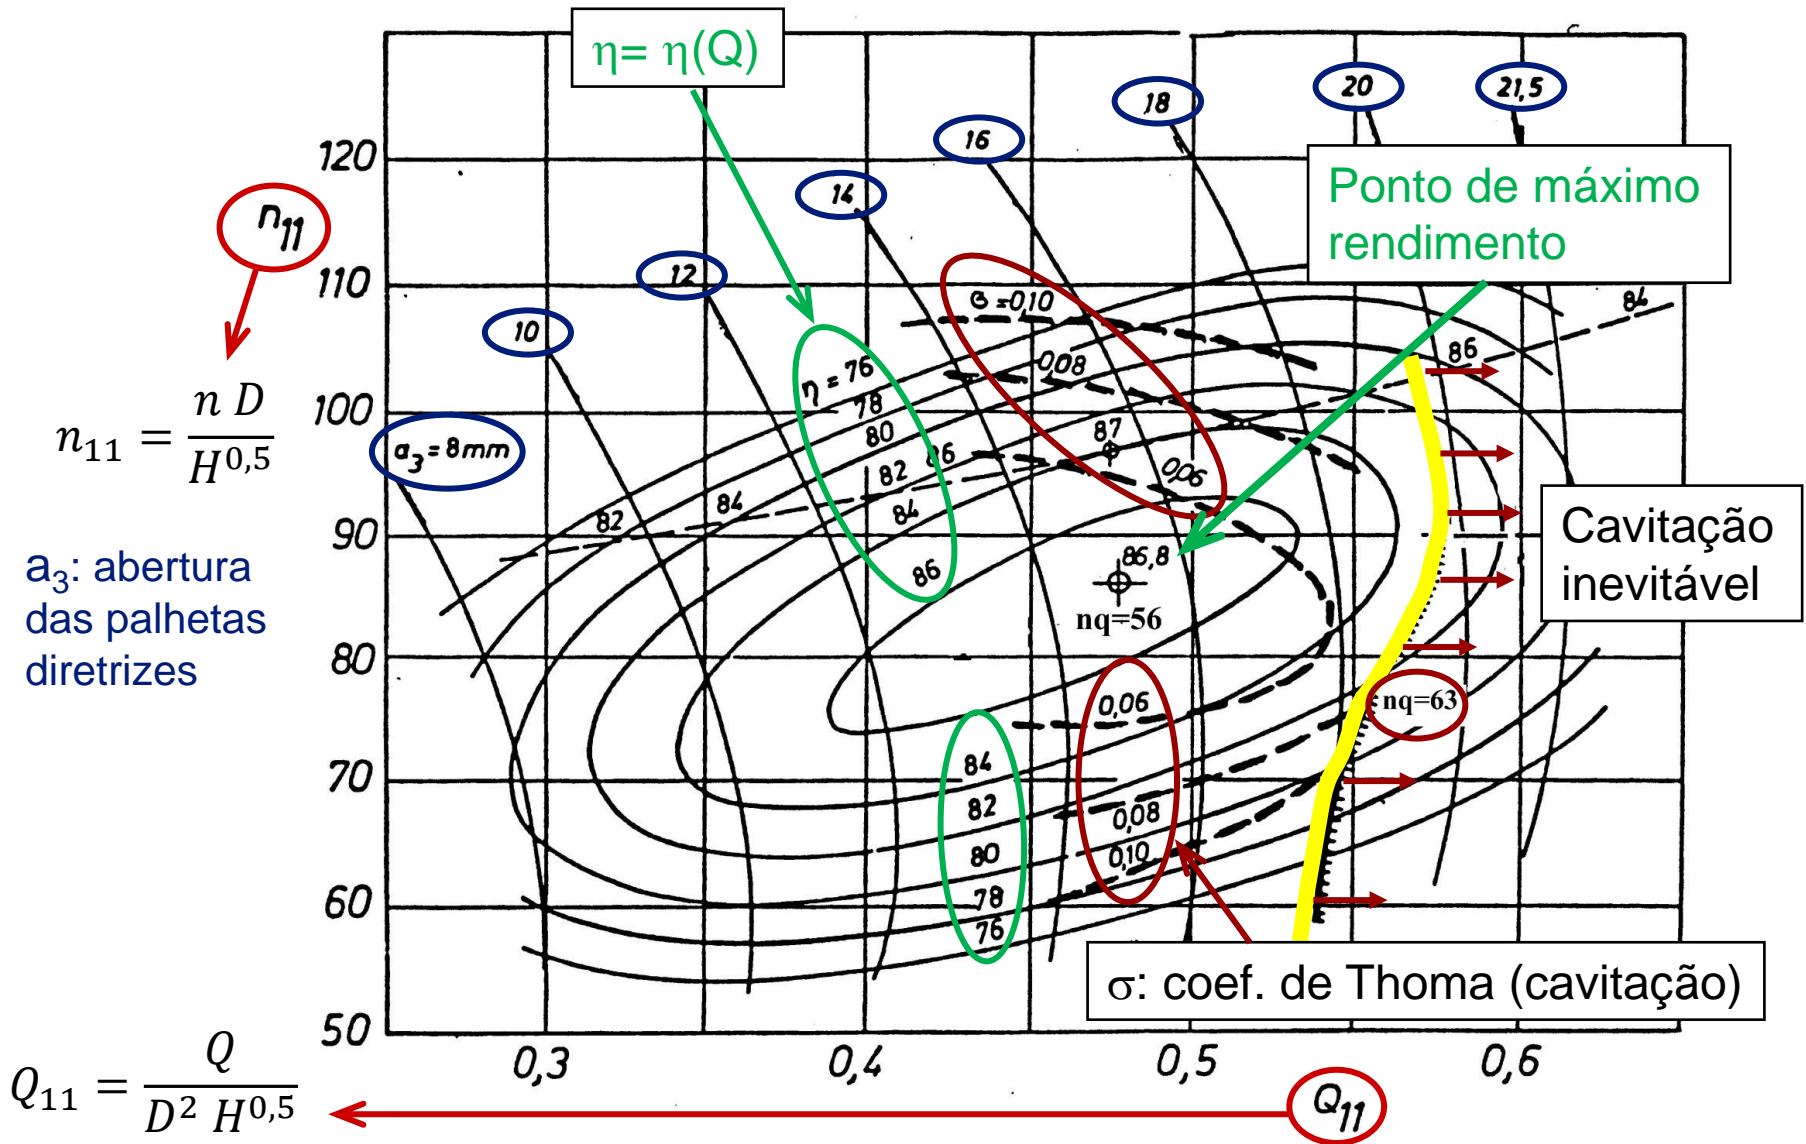 η= η(Q)
10
12
14
16
18
20
21,5
120
110
100
90
80
70
60
50
n11
n11 = n D / H^0,5
a3 = 8mm
a3: abertura
das palhetas
diretrizes
Ponto de máximo
rendimento
σ = 0,10
0,08
0,06
η = 76
78
80
82
84
86
82
84
86
87
86
84
86,8
nq=56
Cavitação
inevitável
nq=63
0,06
0,08
0,10
84
82
80
78
76
σ: coef. de Thoma (cavitação)
0,3
0,4
0,5
0,6
Q11
Q11 = Q / D^2 H^0,5